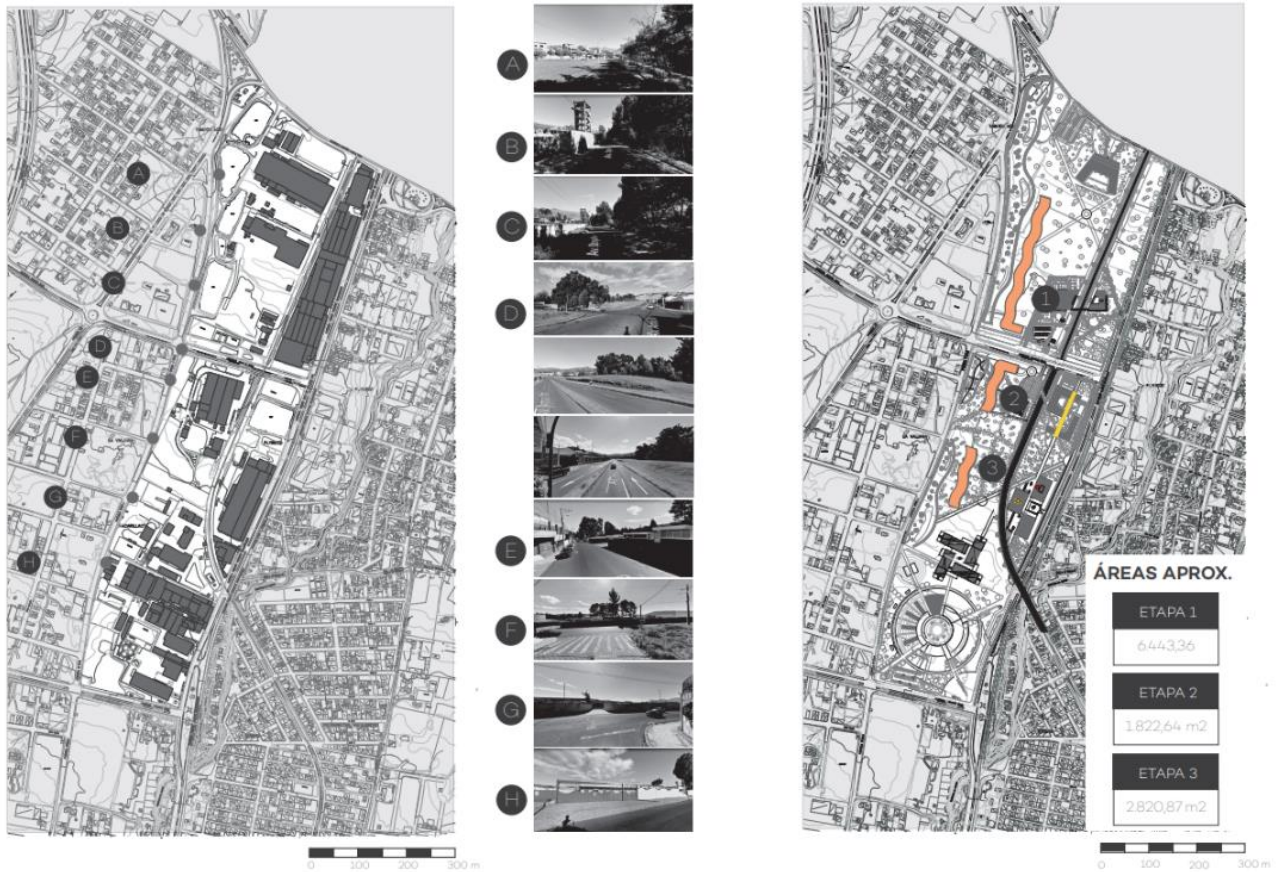 A
B
C
D
E
F
G
H
0 100 200 300 m
A
B
C
D
E
F
G
H
1
2
3
ÁREAS APROX.
ETAPA 1
6.443,36
ETAPA 2
1.822,64 m2
ETAPA 3
2.820,87 m2
0 100 200 300 m